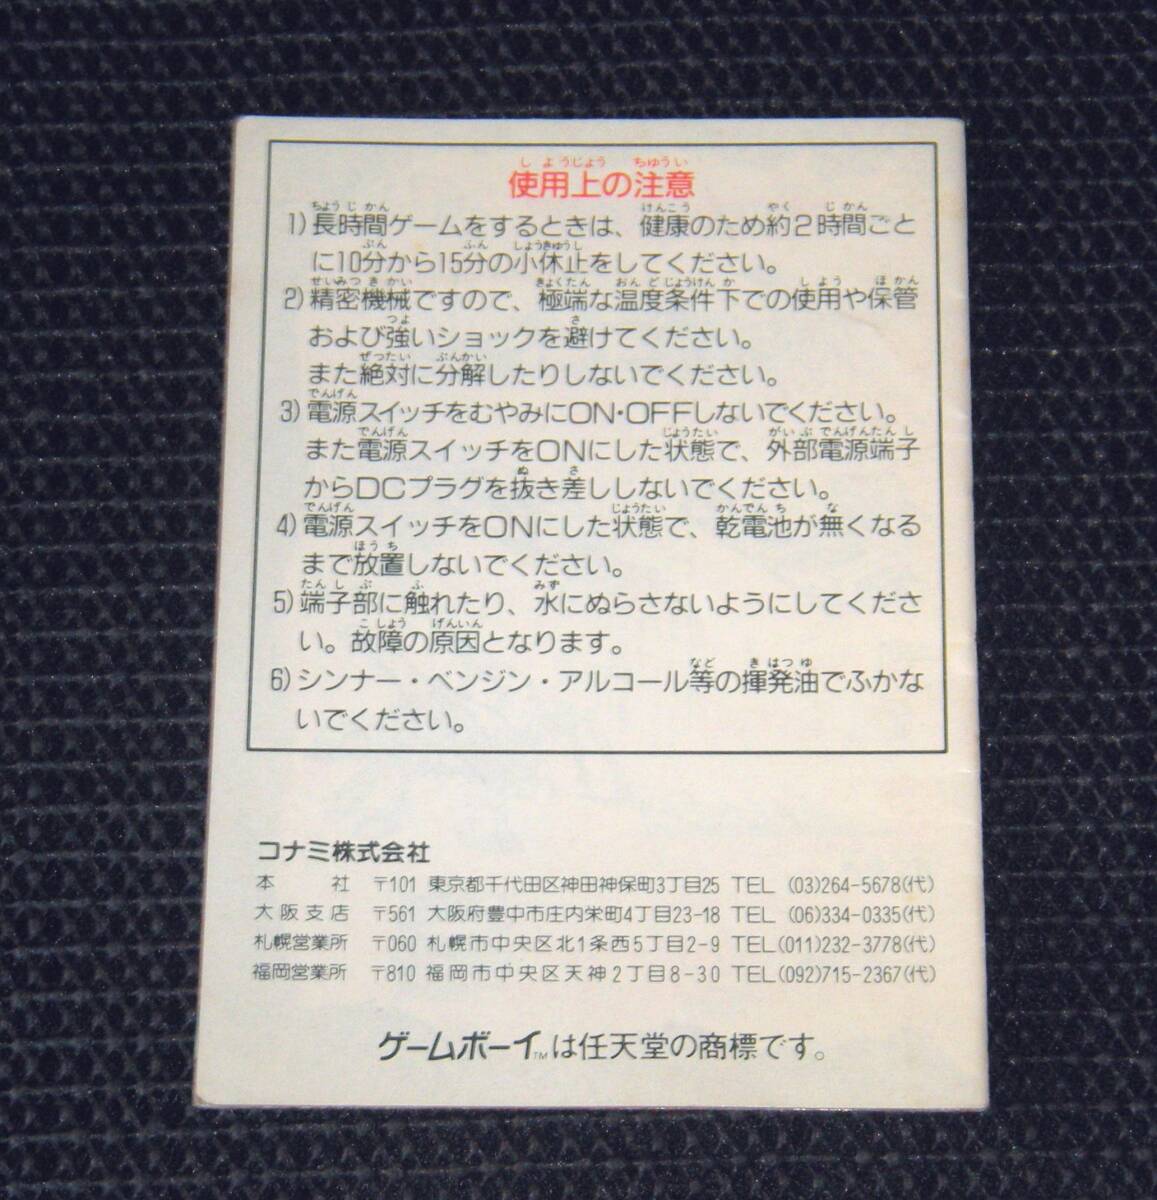 しようじょう ちゅうい
使用上の注意
ちょうじかん けんこう やく じかん
1)長時間ゲームをするときは、健康のため約2時間ごと
ぷん ふん しょうきゅうし
に10分から15分の小休止をしてください。
せいみつきかい きょくたん おんどじょうけんか しよう ほかん
2)精密機械ですので、極端な温度条件下での使用や保管
つよ さ
および強いショックを避けてください。
ぜったい ぶんかい
また絶対に分解したりしないでください。
でんげん
3)電源スイッチをむやみにON・OFFしないでください。
でんげん じょうたい がいぶでんげんたんし
また電源スイッチをONにした状態で、外部電源端子
ぬ さ
からDCプラグを抜き差ししないでください。
でんげん じょうたい かんでんち な
4)電源スイッチをONにした状態で、乾電池が無くなる
ほうち
まで放置しないでください。
たんしぶ ふ みず
5)端子部に触れたり、水にぬらさないようにしてくださ
こしょう げんいん
い。故障の原因となります。
など きはつゆ
6)シンナー・ベンジン・アルコール等の揮発油でふかな
いでください。
コナミ株式会社
本社 〒101 東京都千代田区神田神保町3丁目25 TEL (03)264-5678(代)
大阪支店 〒561 大阪府豊中市庄内栄町4丁目23-18 TEL (06)334-0335(代)
札幌営業所 〒060 札幌市中央区北1条西5丁目2-9 TEL(011)232-3778(代)
福岡営業所 〒810 福岡市中央区天神2丁目8-30 TEL(092)715-2367(代)
ゲームボーイ™は任天堂の商標です。